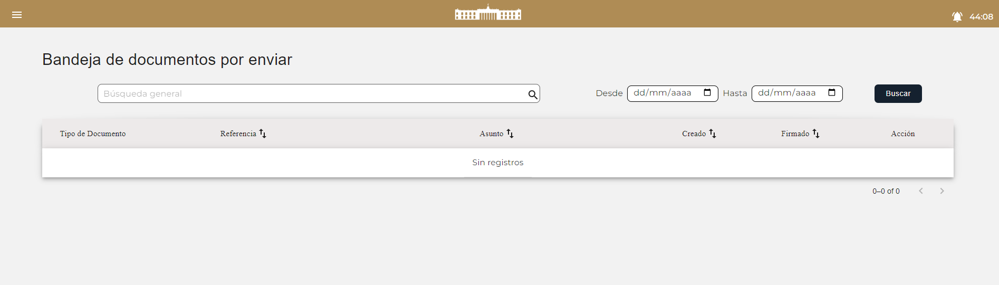 44:08
Bandeja de documentos por enviar
Búsqueda general
Desde dd/mm/aaaa Hasta dd/mm/aaaa Buscar
Tipo de Documento Referencia Asunto Creado Firmado Acción
Sin registros
0–0 of 0